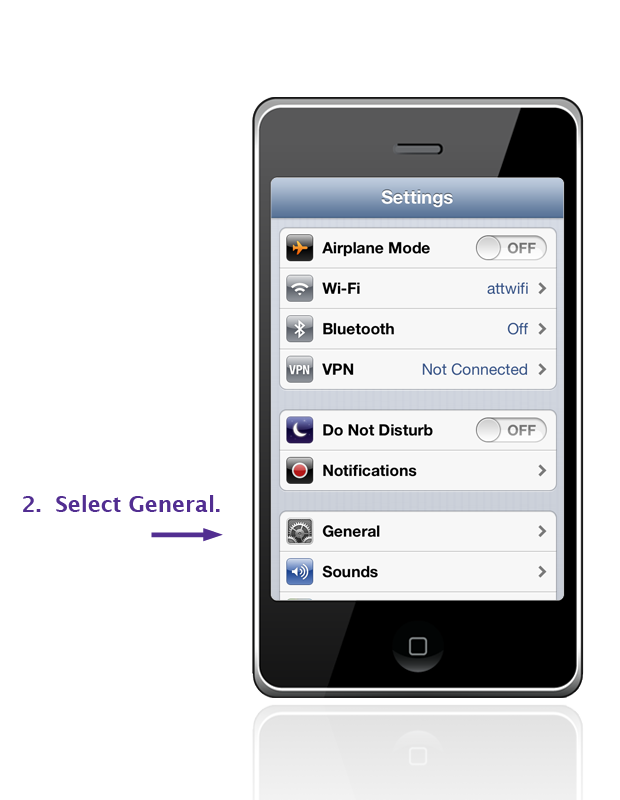 Settings
Airplane Mode OFF
Wi-Fi attwifi
Bluetooth Off
VPN VPN Not Connected
Do Not Disturb OFF
Notifications
2. Select General.
General
Sounds